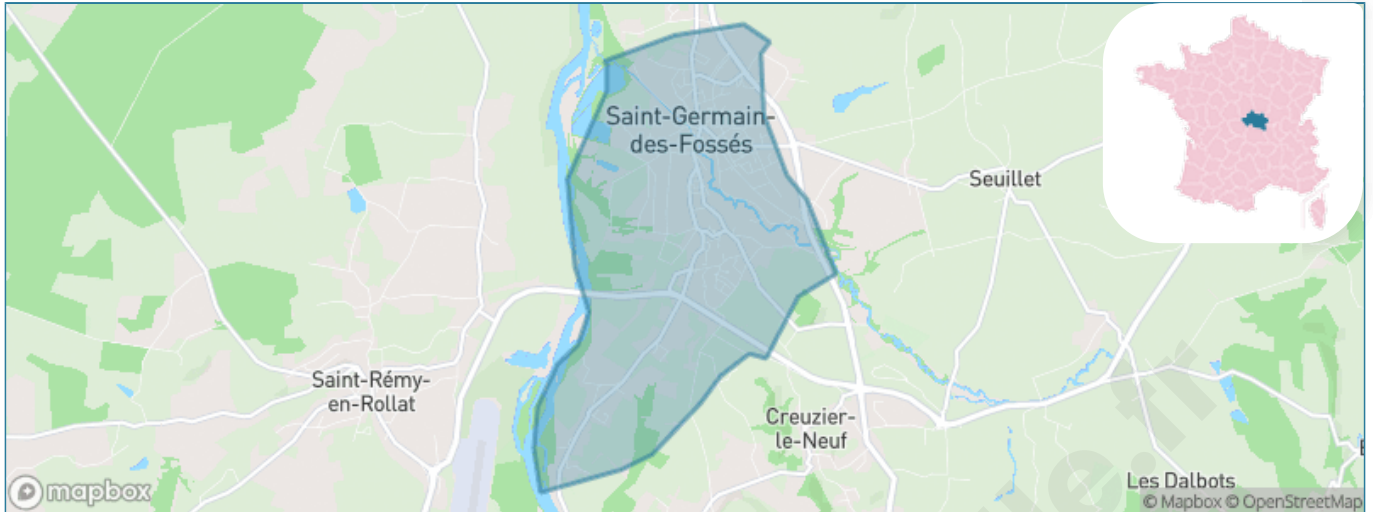 Saint-Germain-
des-Fossés
Seuillet
Saint-Rémy-
en-Rollat
Creuzier-
le-Neuf
Les Dalbots
mapbox
© Mapbox © OpenStreetMap